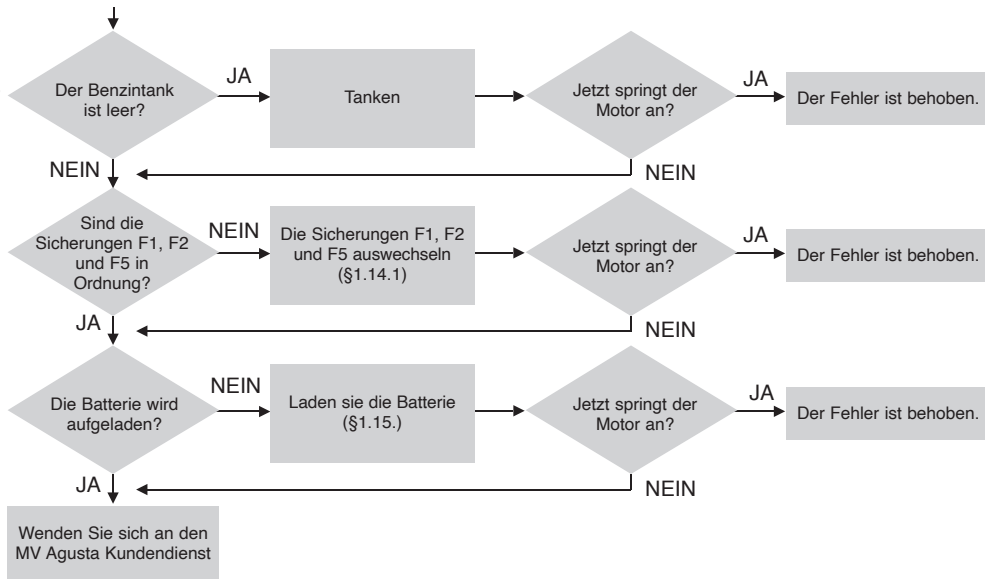 Der Benzintank
ist leer?
JA
Tanken
Jetzt springt der
Motor an?
JA
Der Fehler ist behoben.
NEIN
NEIN
Sind die
Sicherungen F1, F2
und F5 in
Ordnung?
NEIN
Die Sicherungen F1, F2
und F5 auswechseln
(§1.14.1)
Jetzt springt der
Motor an?
JA
Der Fehler ist behoben.
JA
NEIN
Die Batterie wird
aufgeladen?
NEIN
Laden sie die Batterie
(§1.15.)
Jetzt springt der
Motor an?
JA
Der Fehler ist behoben.
JA
NEIN
Wenden Sie sich an den
MV Agusta Kundendienst